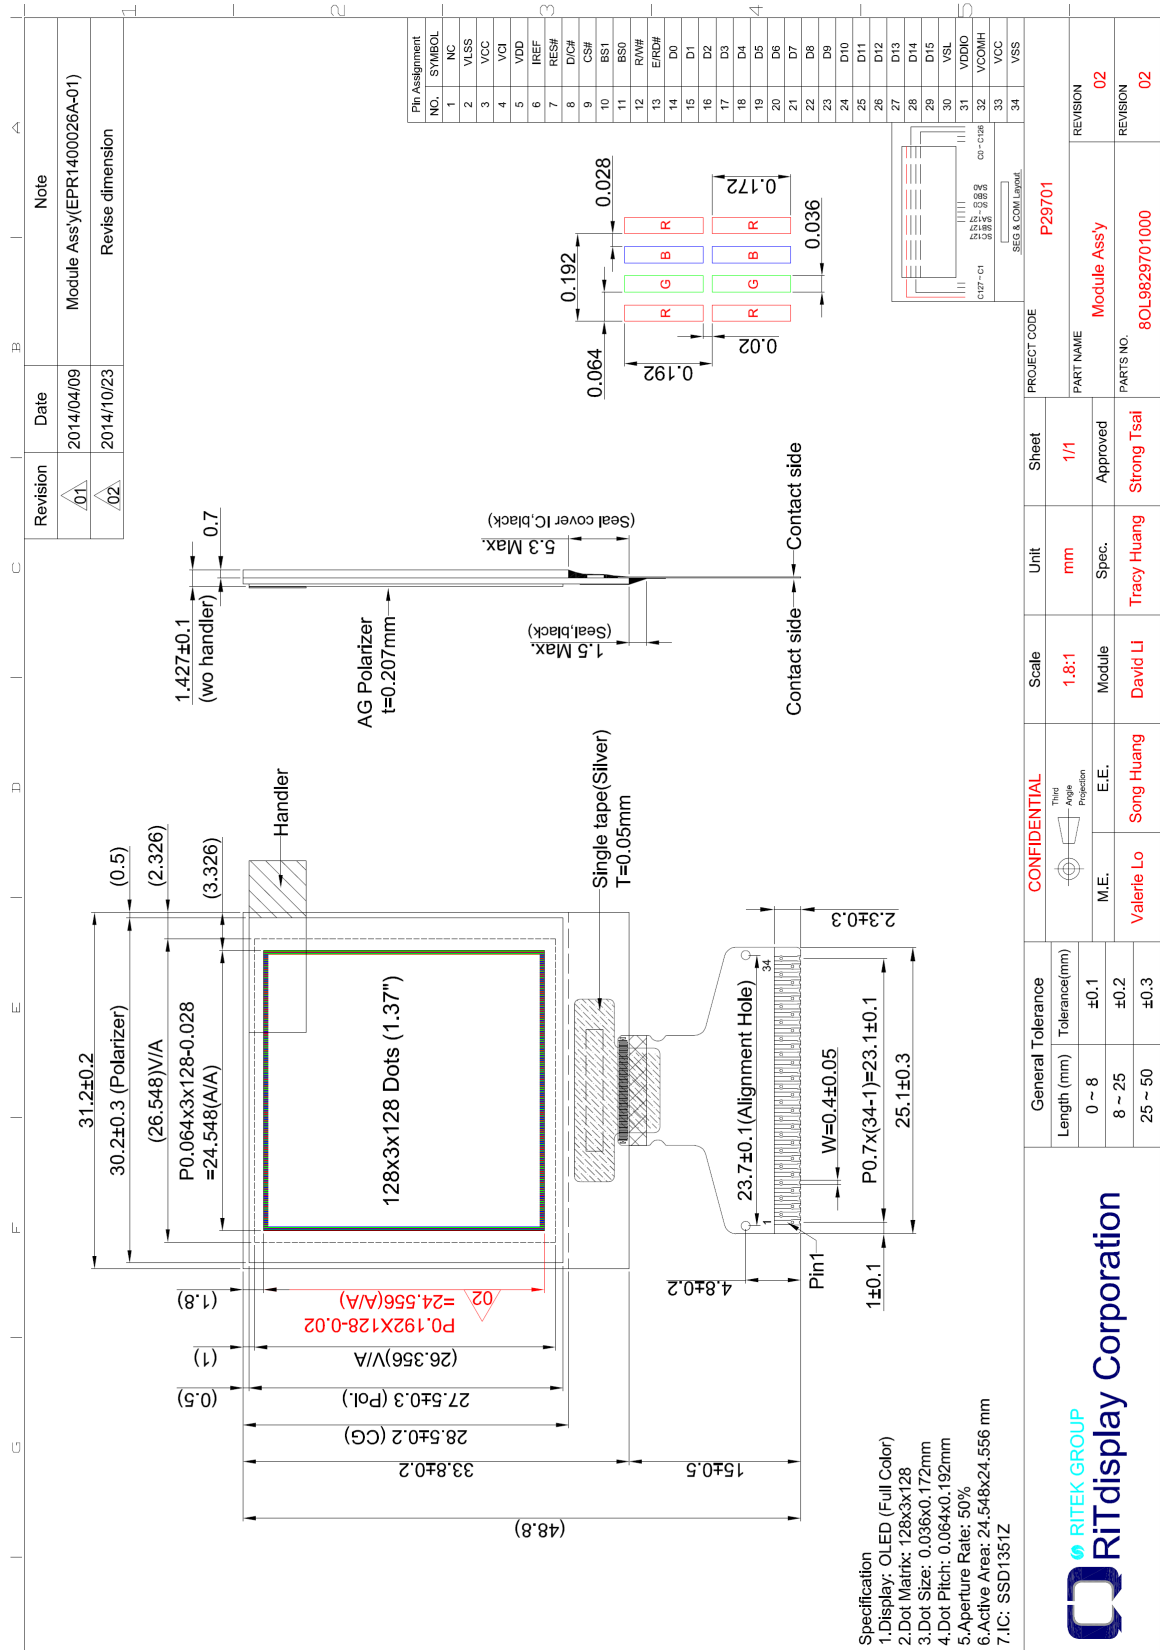 Revision Date Note
01 2014/04/09 Module Ass'y(EPR1400026A-01)
02 2014/10/23 Revise dimension
1 2 3 4 5
A B C D E F G
31.2±0.2
30.2±0.3 (Polarizer)
(0.5)
(26.548)V/A
(2.326)
P0.064x3x128-0.028
=24.548(A/A)
(3.326)
Handler
128x3x128 Dots (1.37")
(1.8)
P0.192X128-0.02
=24.556(A/A)
02
(1)
(26.356)V/A
(0.5)
27.5±0.3 (Pol.)
28.5±0.2 (CG)
33.8±0.2
15±0.5
(48.8)
Single tape(Silver)
T=0.05mm
23.7±0.1(Alignment Hole)
1
34
W=0.4±0.05
P0.7x(34-1)=23.1±0.1
25.1±0.3
1±0.1
Pin1
4.8±0.2
2.3±0.3
1.427±0.1
(wo handler)
0.7
AG Polarizer
t=0.207mm
5.3 Max.
(Seal cover IC,black)
1.5 Max.
(Seal,black)
Contact side
Contact side
0.192
0.028
0.064
0.192
0.02
0.172
0.036
R G B R
R G B R
Pin Assignment
NO. SYMBOL
1 NC
2 VLSS
3 VCC
4 VCI
5 VDD
6 IREF
7 RES#
8 D/C#
9 CS#
10 BS1
11 BS0
12 R/W#
13 E/RD#
14 D0
15 D1
16 D2
17 D3
18 D4
19 D5
20 D6
21 D7
22 D8
23 D9
24 D10
25 D11
26 D12
27 D13
28 D14
29 D15
30 VSL
31 VDDIO
32 VCOMH
33 VCC
34 VSS
C127 ~ C1
SC127
SB127
SA127
SC0
SB0
SA0
C0 ~ C126
SEG & COM Layout
Specification
1.Display: OLED (Full Color)
2.Dot Matrix: 128x3x128
3.Dot Size: 0.036x0.172mm
4.Dot Pitch: 0.064x0.192mm
5.Aperture Rate: 50%
6.Active Area: 24.548x24.556 mm
7.IC: SSD1351Z
RITEK GROUP
RiTdisplay Corporation
General Tolerance
Length (mm) Tolerance(mm)
0 ~ 8 ±0.1
8 ~ 25 ±0.2
25 ~ 50 ±0.3
CONFIDENTIAL
Third
Angle
Projection
Scale Unit Sheet
1.8:1 mm 1/1
M.E. E.E. Module Spec. Approved
Valerie Lo Song Huang David Li Tracy Huang Strong Tsai
PROJECT CODE
P29701
PART NAME
Module Ass'y
REVISION
02
PARTS NO.
8OL9829701000
REVISION
02